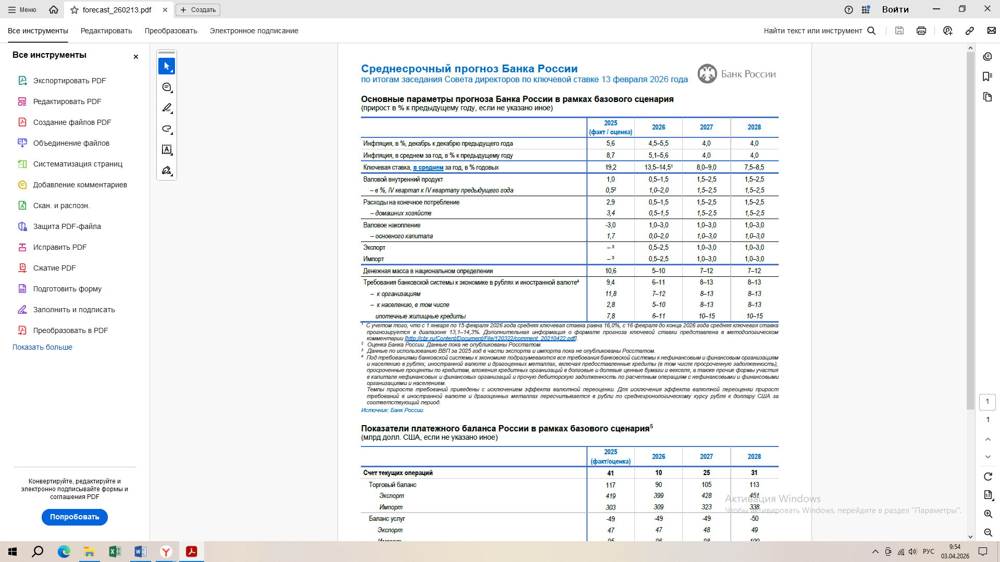 Меню
forecast_260213.pdf
Создать
Войти
Все инструменты
Редактировать
Преобразовать
Электронное подписание
Найти текст или инструмент
Все инструменты
Экспортировать PDF
Редактировать PDF
Создание файлов PDF
Объединение файлов
Систематизация страниц
Добавление комментариев
Скан. и распозн.
Защита PDF-файла
Исправить PDF
Сжатие PDF
Подготовить форму
Заполнить и подписать
Преобразовать в PDF
Показать больше
Конвертируйте, редактируйте и
электронно подписывайте формы и
соглашения PDF
Попробовать
Среднесрочный прогноз Банка России
по итогам заседания Совета директоров по ключевой ставке 13 февраля 2026 года
Банк России
Основные параметры прогноза Банка России в рамках базового сценария
(прирост в % к предыдущему году, если не указано иное)
2025 (факт / оценка) 2026 2027 2028
Инфляция, в %, декабрь к декабрю предыдущего года 5,6 4,5–5,5 4,0 4,0
Инфляция, в среднем за год, в % к предыдущему году 8,7 5,1–5,6 4,0 4,0
Ключевая ставка, в среднем за год, в % годовых 19,2 13,5–14,5¹ 8,0–9,0 7,5–8,5
Валовой внутренний продукт 1,0 0,5–1,5 1,5–2,5 1,5–2,5
– в %, IV квартал к IV кварталу предыдущего года 0,5² 1,0–2,0 1,5–2,5 1,5–2,5
Расходы на конечное потребление 2,9 0,5–1,5 1,5–2,5 1,5–2,5
– домашних хозяйств 3,4 0,5–1,5 1,5–2,5 1,5–2,5
Валовое накопление -3,0 1,0–3,0 1,0–3,0 1,0–3,0
– основного капитала 1,7 0,0–2,0 1,0–3,0 1,0–3,0
Экспорт – ³ 0,5–2,5 1,0–3,0 1,0–3,0
Импорт – ³ 0,5–2,5 1,0–3,0 1,0–3,0
Денежная масса в национальном определении 10,6 5–10 7–12 7–12
Требования банковской системы к экономике в рублях и иностранной валюте⁴ 9,4 6–11 8–13 8–13
– к организациям 11,8 7–12 8–13 8–13
– к населению, в том числе 2,8 5–10 8–13 8–13
ипотечные жилищные кредиты 7,8 6–11 10–15 10–15
¹ С учетом того, что с 1 января по 15 февраля 2026 года средняя ключевая ставка равна 16,0%, с 16 февраля до конца 2026 года средняя ключевая ставка
прогнозируется в диапазоне 13,1–14,3%. Дополнительная информация о формате прогноза ключевой ставки представлена в методологическом
комментарии [http://cbr.ru/Content/Document/File/120322/comment_20210422.pdf].
² Оценка Банка России. Данные пока не опубликованы Росстатом.
³ Данные по использованию ВВП за 2025 год в части экспорта и импорта пока не опубликованы Росстатом.
⁴ Под требованиями банковской системы к экономике подразумеваются все требования банковской системы к нефинансовым и финансовым организациям
и населению в рублях, иностранной валюте и драгоценных металлах, включая предоставленные кредиты (в том числе просроченную задолженность),
просроченные проценты по кредитам, вложения кредитных организаций в долговые и долевые ценные бумаги и векселя, а также прочие формы участия
в капитале нефинансовых и финансовых организаций и прочую дебиторскую задолженность по расчетным операциям с нефинансовыми и финансовыми
организациями и населением.
Темпы прироста требований приведены с исключением эффекта валютной переоценки. Для исключения эффекта валютной переоценки прирост
требований в иностранной валюте и драгоценных металлах пересчитывается в рубли по среднехронологическому курсу рубля к доллару США за
соответствующий период.
Источник: Банк России.
Показатели платежного баланса России в рамках базового сценария⁵
(млрд долл. США, если не указано иное)
2025 (факт/оценка) 2026 2027 2028
Счет текущих операций 41 10 25 31
Торговый баланс 117 90 105 113
Экспорт 419 399 428 451
Импорт 303 309 323 338
Баланс услуг -49 -49 -49 -50
Экспорт 47 47 48 49
Активация Windows
Чтобы активировать Windows, перейдите в раздел "Параметры".
1
1
1:1
РУС
9:54
03.04.2026